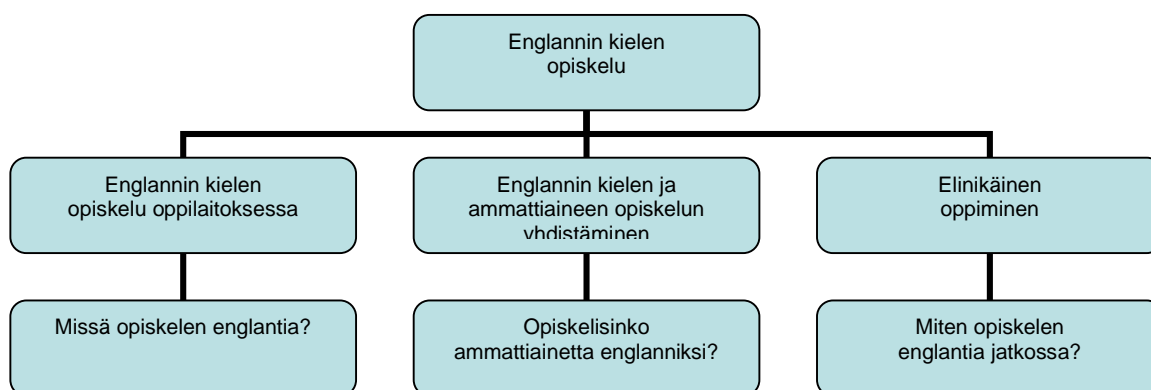 Englannin kielen
opiskelu
Englannin kielen
opiskelu oppilaitoksessa
Englannin kielen ja
ammattiaineen opiskelun
yhdistäminen
Elinikäinen
oppiminen
Missä opiskelen englantia?
Opiskelisinko
ammattiainetta englanniksi?
Miten opiskelen
englantia jatkossa?